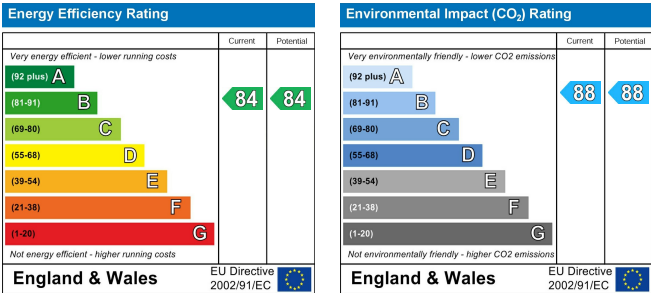 Energy Efficiency Rating
Current Potential
Very energy efficient - lower running costs
(92 plus) A
(81-91) B
84 84
(69-80) C
(55-68) D
(39-54) E
(21-38) F
(1-20) G
Not energy efficient - higher running costs
England & Wales
EU Directive
2002/91/EC
Environmental Impact (CO₂) Rating
Current Potential
Very environmentally friendly - lower CO2 emissions
(92 plus) A
(81-91) B
88 88
(69-80) C
(55-68) D
(39-54) E
(21-38) F
(1-20) G
Not environmentally friendly - higher CO2 emissions
England & Wales
EU Directive
2002/91/EC